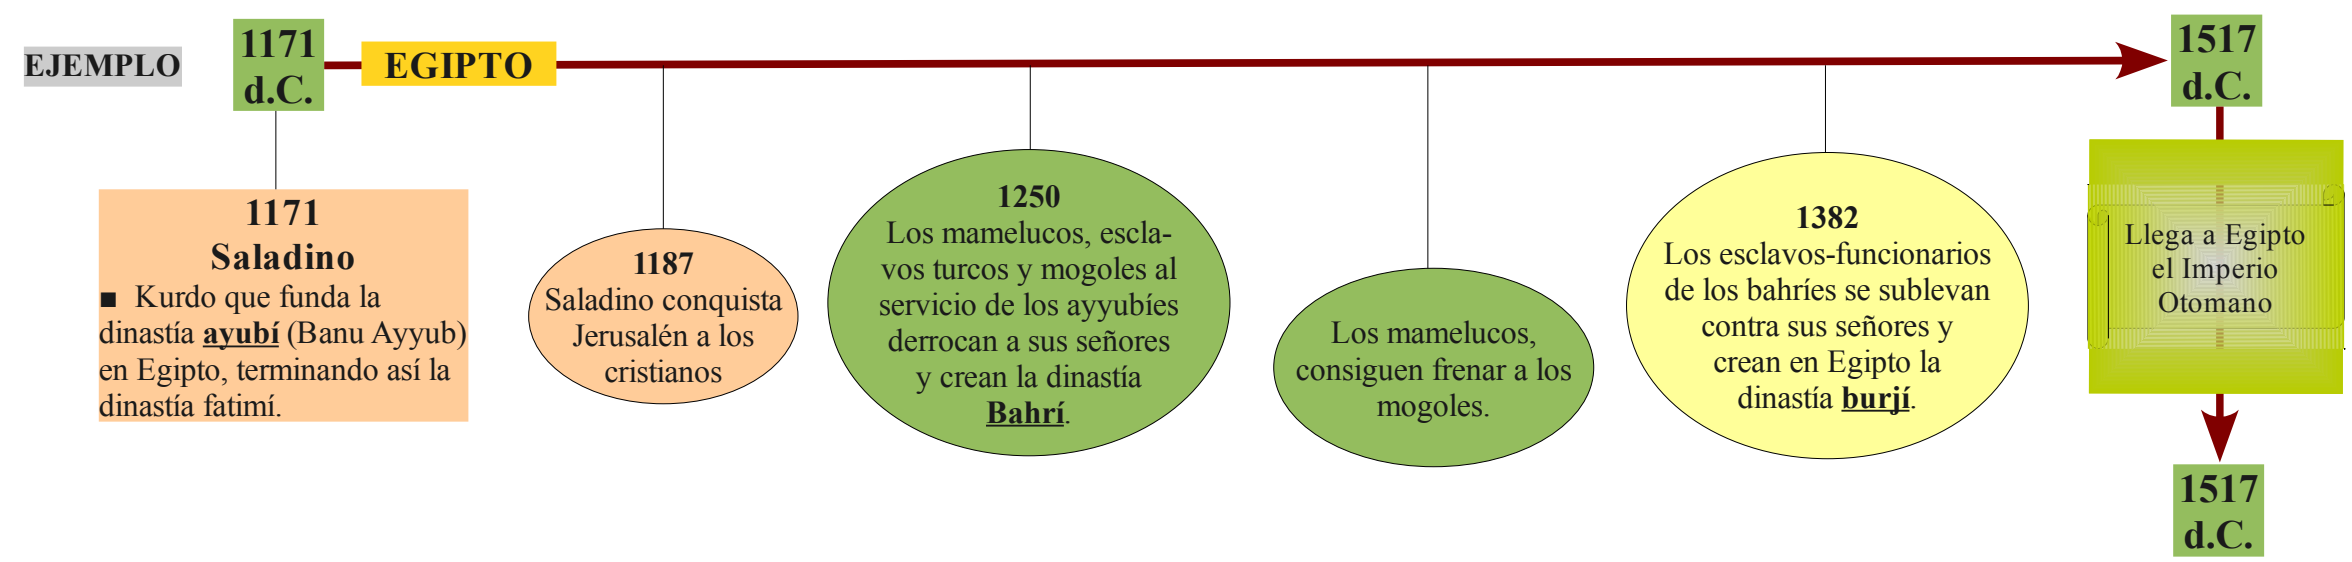 EJEMPLO
1171
d.C.
EGIPTO
1517
d.C.
1171
Saladino
■ Kurdo que funda la
dinastía ayubí (Banu Ayyub)
en Egipto, terminando así la
dinastía fatimí.
1187
Saladino conquista
Jerusalén a los
cristianos
1250
Los mamelucos, escla-
vos turcos y mogoles al
servicio de los ayyubíes
derrocan a sus señores
y crean la dinastía
Bahrí.
Los mamelucos,
consiguen frenar a los
mogoles.
1382
Los esclavos-funcionarios
de los bahríes se sublevan
contra sus señores y
crean en Egipto la
dinastía burjí.
Llega a Egipto
el Imperio
Otomano
1517
d.C.